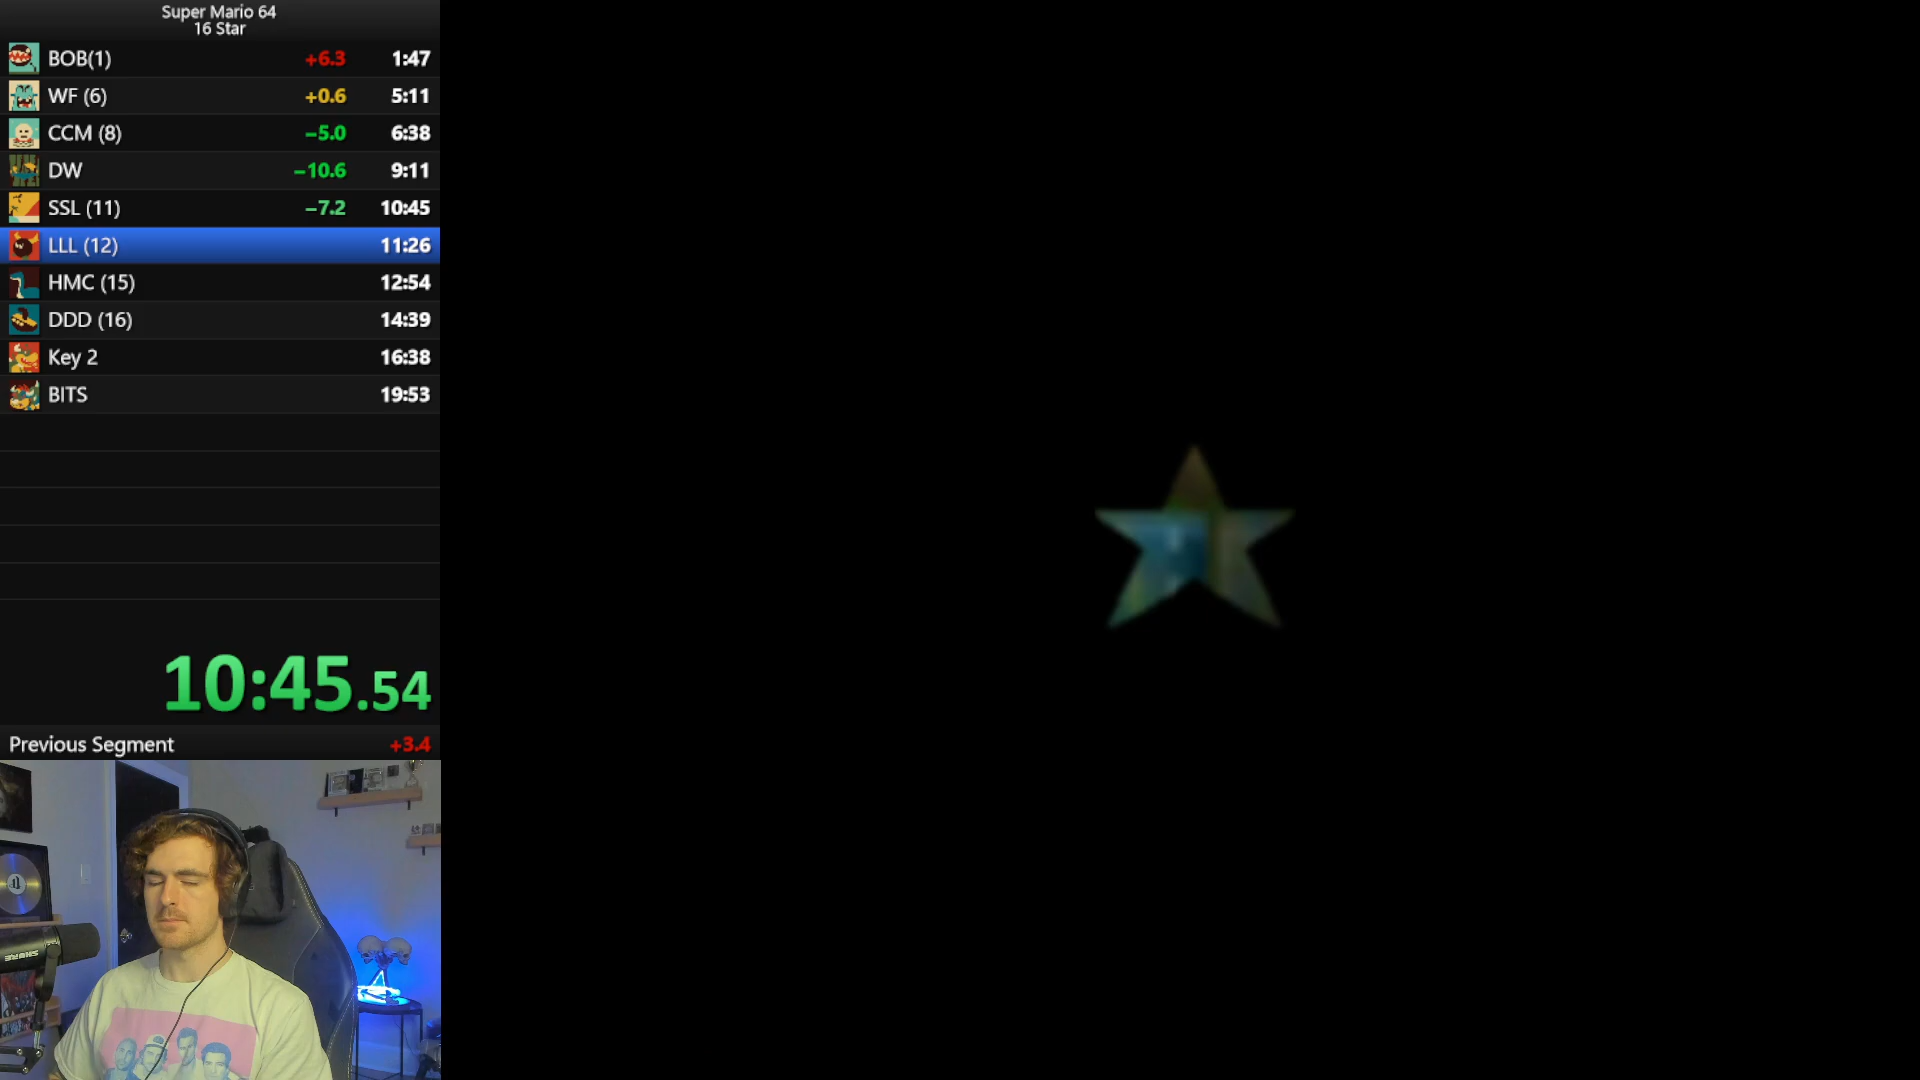 Super Mario 64
16 Star
BOB(1) +6.3 1:47
WF (6) +0.6 5:11
CCM (8) −5.0 6:38
DW −10.6 9:11
SSL (11) −7.2 10:45
LLL (12) 11:26
HMC (15) 12:54
DDD (16) 14:39
Key 2 16:38
BITS 19:53
10:45.54
Previous Segment +3.4
SHURE